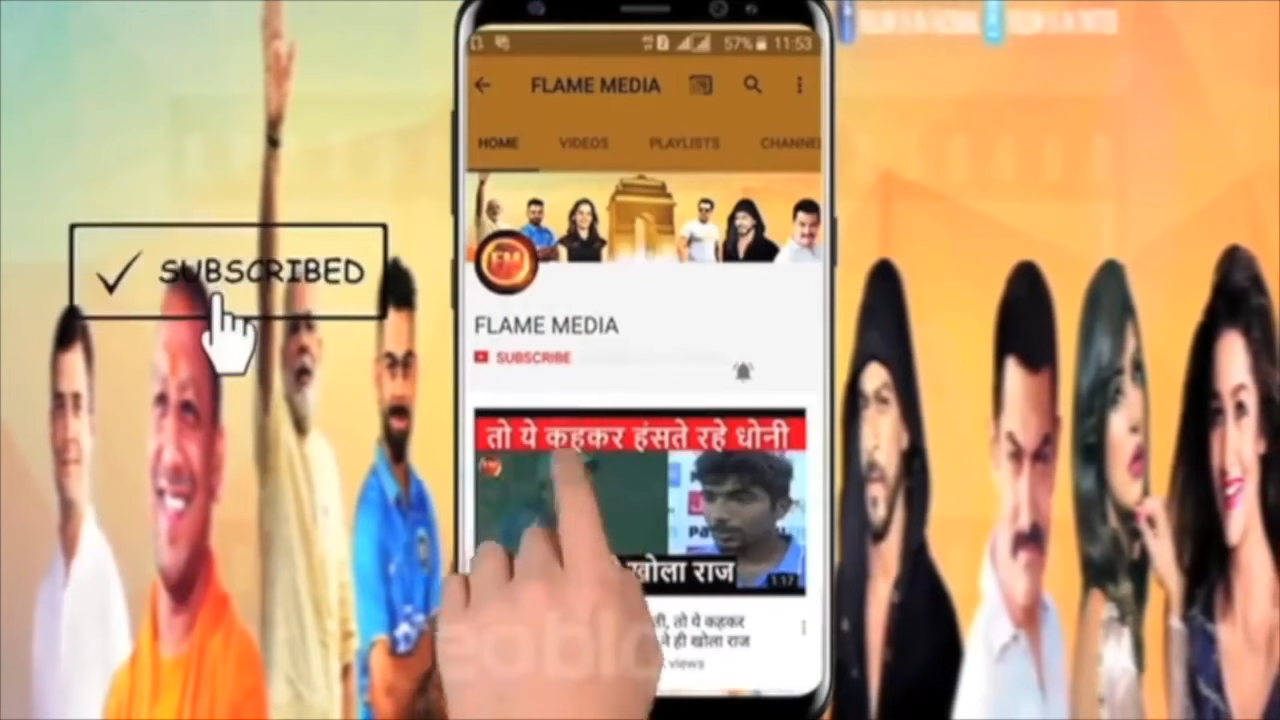 57% 11:53
FLAME MEDIA
HOME VIDEOS PLAYLISTS CHANNE
SUBSCRIBED
FM
FLAME MEDIA
SUBSCRIBE
तो ये कहकर हंसते रहे धोनी
खोला राज
1:17
तो ये कहकर
ने ही खोला राज
views